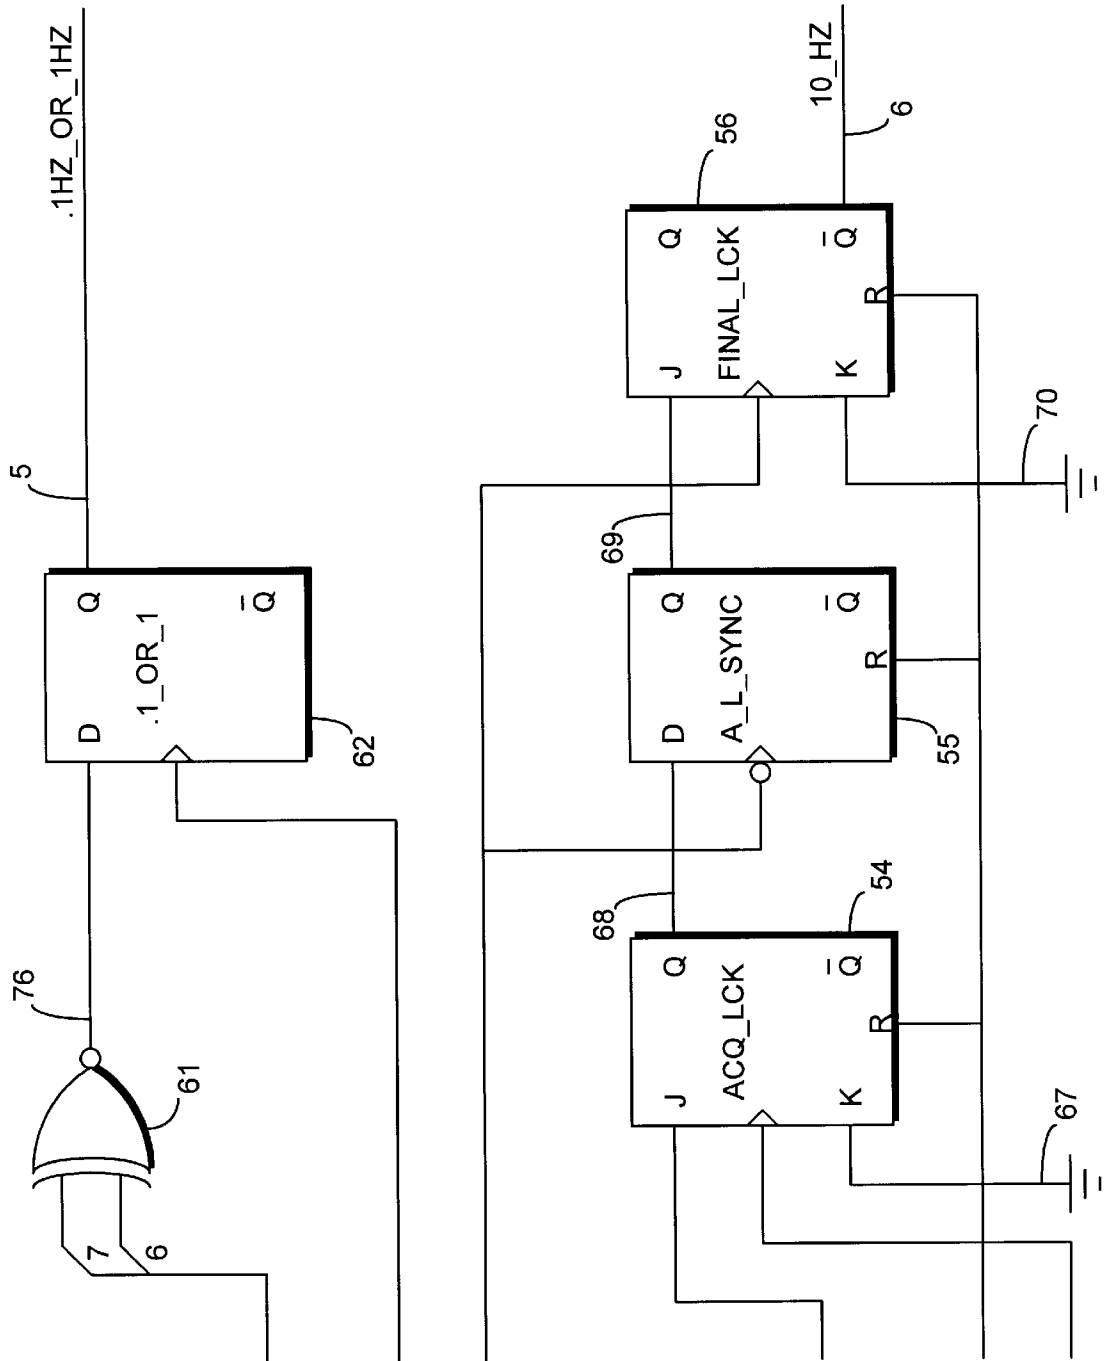 .1HZ_OR_1HZ
5
76
D
Q
.1_OR_1
Q̅
62
61
7
6
10_HZ
6
56
J
Q
FINAL_LCK
K
Q̅
R
70
69
D
Q
A_L_SYNC
Q̅
R
55
68
54
J
Q
ACQ_LCK
K
Q̅
R
67